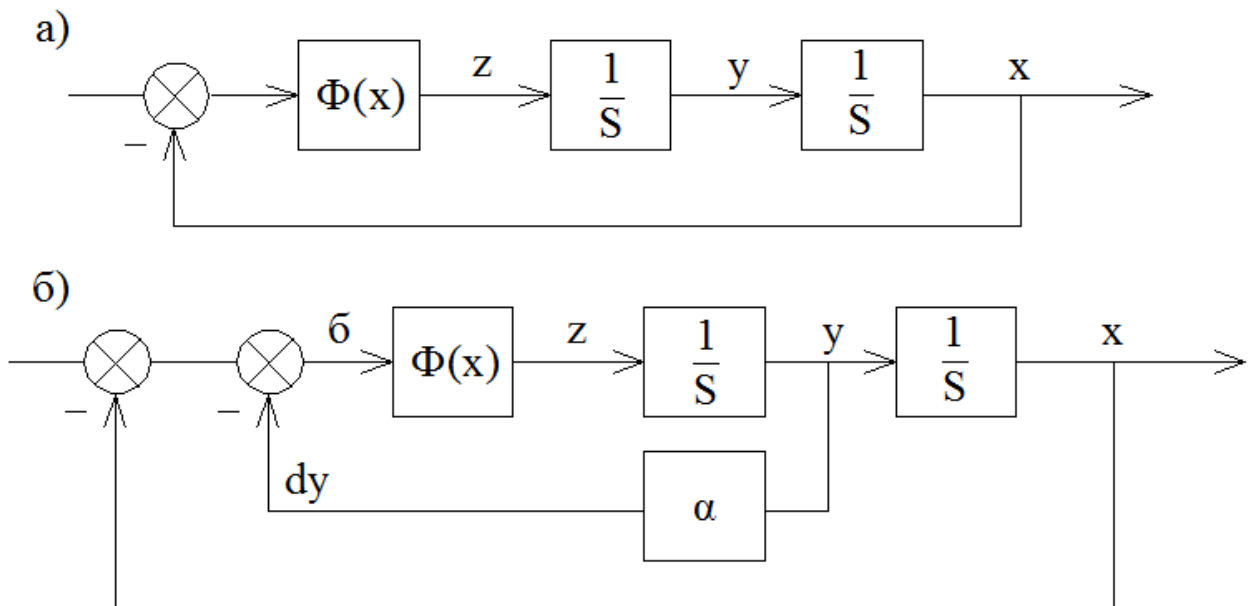 а)
Ф(x) z 1/S y 1/S x
–
б)
б Ф(x) z 1/S y 1/S x
– –
dy α